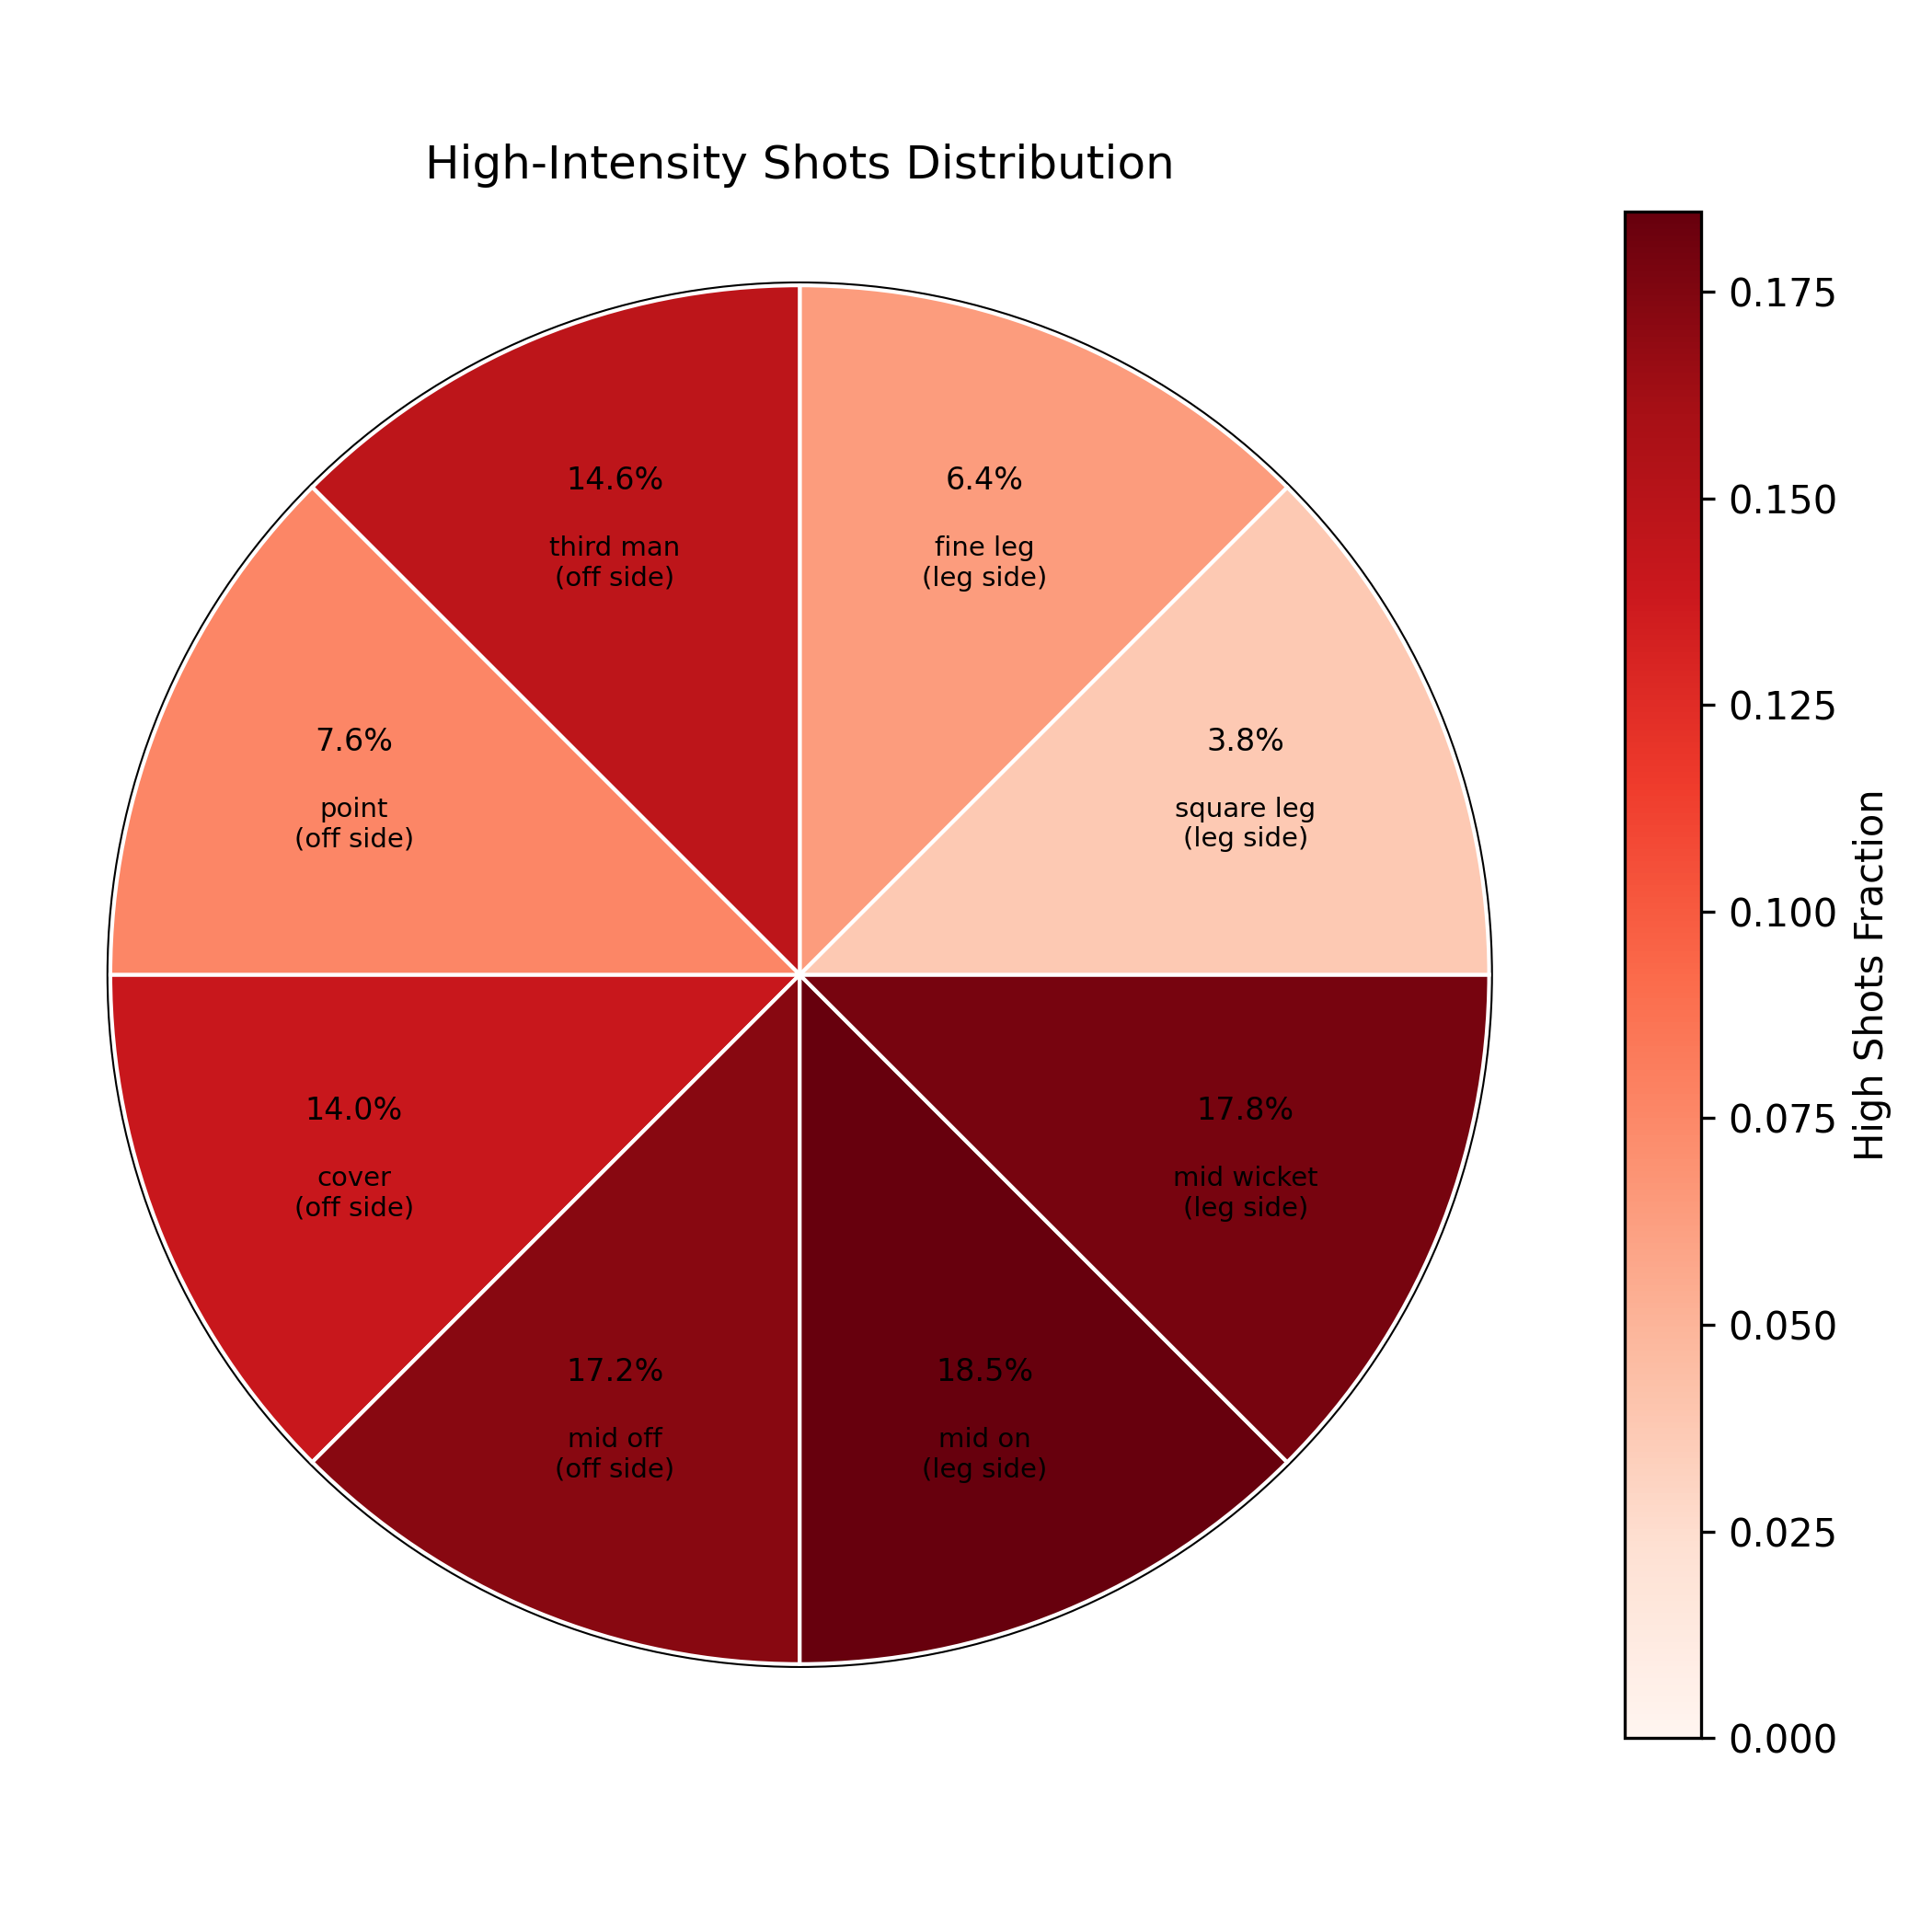 High-Intensity Shots Distribution
14.6%
third man
(off side)
6.4%
fine leg
(leg side)
7.6%
point
(off side)
3.8%
square leg
(leg side)
14.0%
cover
(off side)
17.8%
mid wicket
(leg side)
17.2%
mid off
(off side)
18.5%
mid on
(leg side)
0.175
0.150
0.125
0.100
0.075
0.050
0.025
0.000
High Shots Fraction